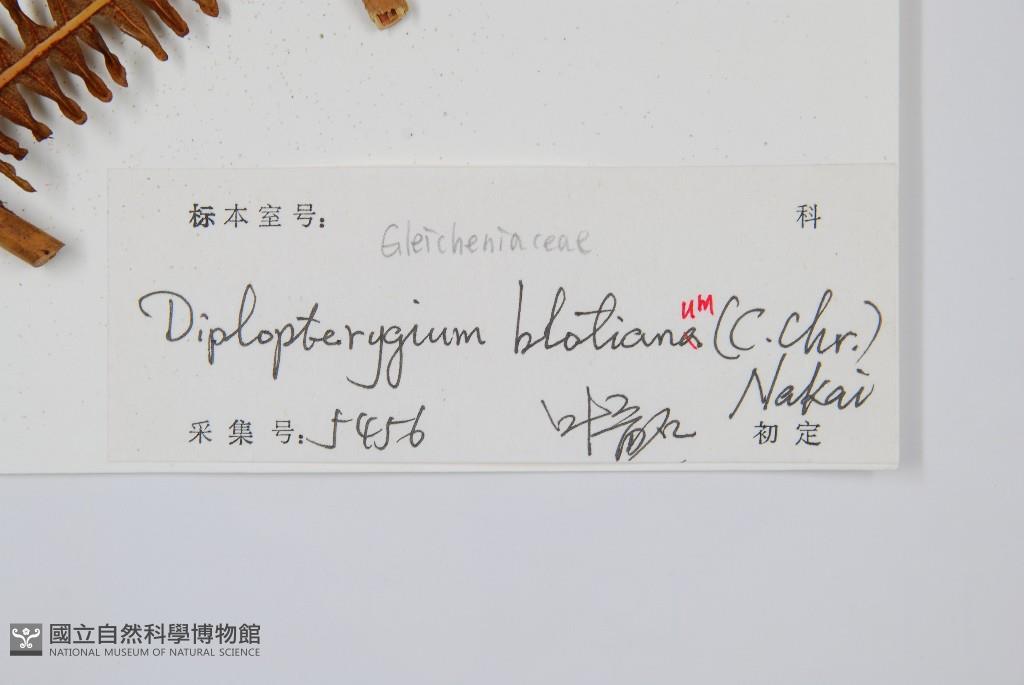 标本室号: 科
Gleicheniaceae
Diplopterygium blotiana um (C. Chr.)
Nakai
采集号: 5456 初定
國立自然科學博物館
NATIONAL MUSEUM OF NATURAL SCIENCE